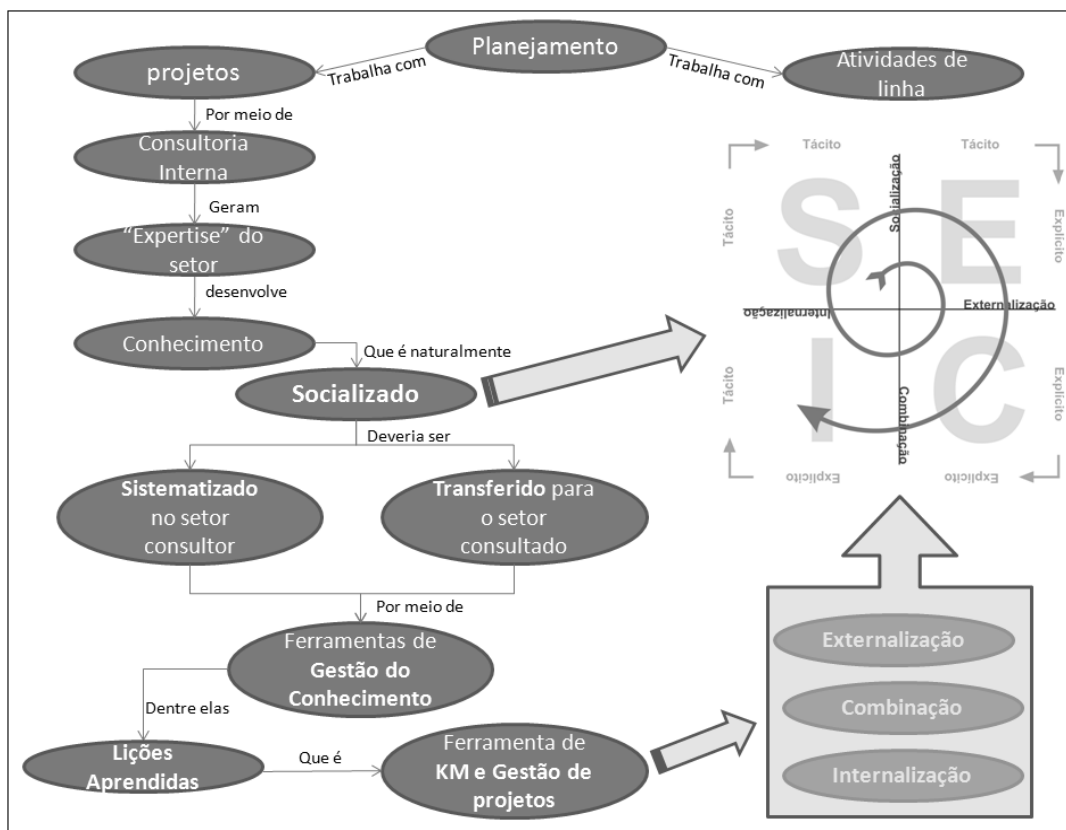 Planejamento
Trabalha com
Trabalha com
projetos
Atividades de
linha
Por meio de
Consultoria
Interna
Geram
“Expertise” do
setor
desenvolve
Conhecimento
Que é naturalmente
Socializado
Deveria ser
Sistematizado
no setor
consultor
Transferido para
o setor
consultado
Por meio de
Ferramentas de
Gestão do
Conhecimento
Dentre elas
Lições
Aprendidas
Que é
Ferramenta de
KM e Gestão de
projetos
Tácito
Tácito
Tácito
Explícito
S
E
Socialização
Internalização
Externalização
Combinação
I
C
Tácito
Explícito
Explícito
Explícito
Externalização
Combinação
Internalização